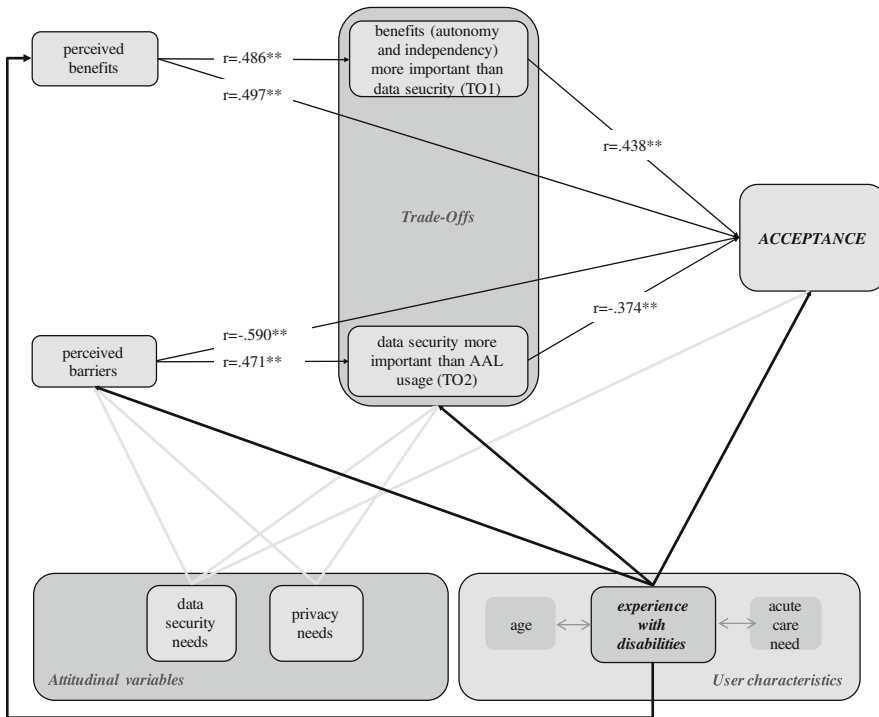 perceived
benefits
r=.486**
r=.497**
benefits (autonomy
and independency)
more important than
data seucrity (TO1)
r=.438**
Trade-Offs
ACCEPTANCE
perceived
barriers
r=-.590**
r=.471**
data security more
important than AAL
usage (TO2)
r=-.374**
data
security
needs
privacy
needs
Attitudinal variables
age
experience
with
disabilities
acute
care
need
User characteristics